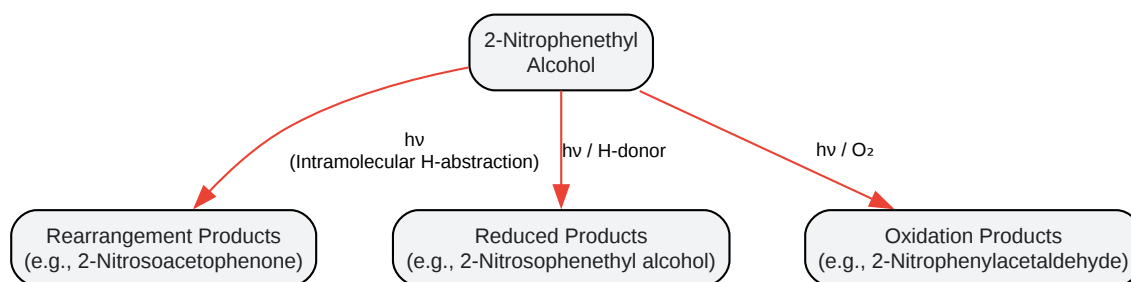 2-Nitrophenethyl
Alcohol
hν
(Intramolecular H-abstraction)
hν / H-donor
hν / O₂
Rearrangement Products
(e.g., 2-Nitrosoacetophenone)
Reduced Products
(e.g., 2-Nitrosophenethyl alcohol)
Oxidation Products
(e.g., 2-Nitrophenylacetaldehyde)